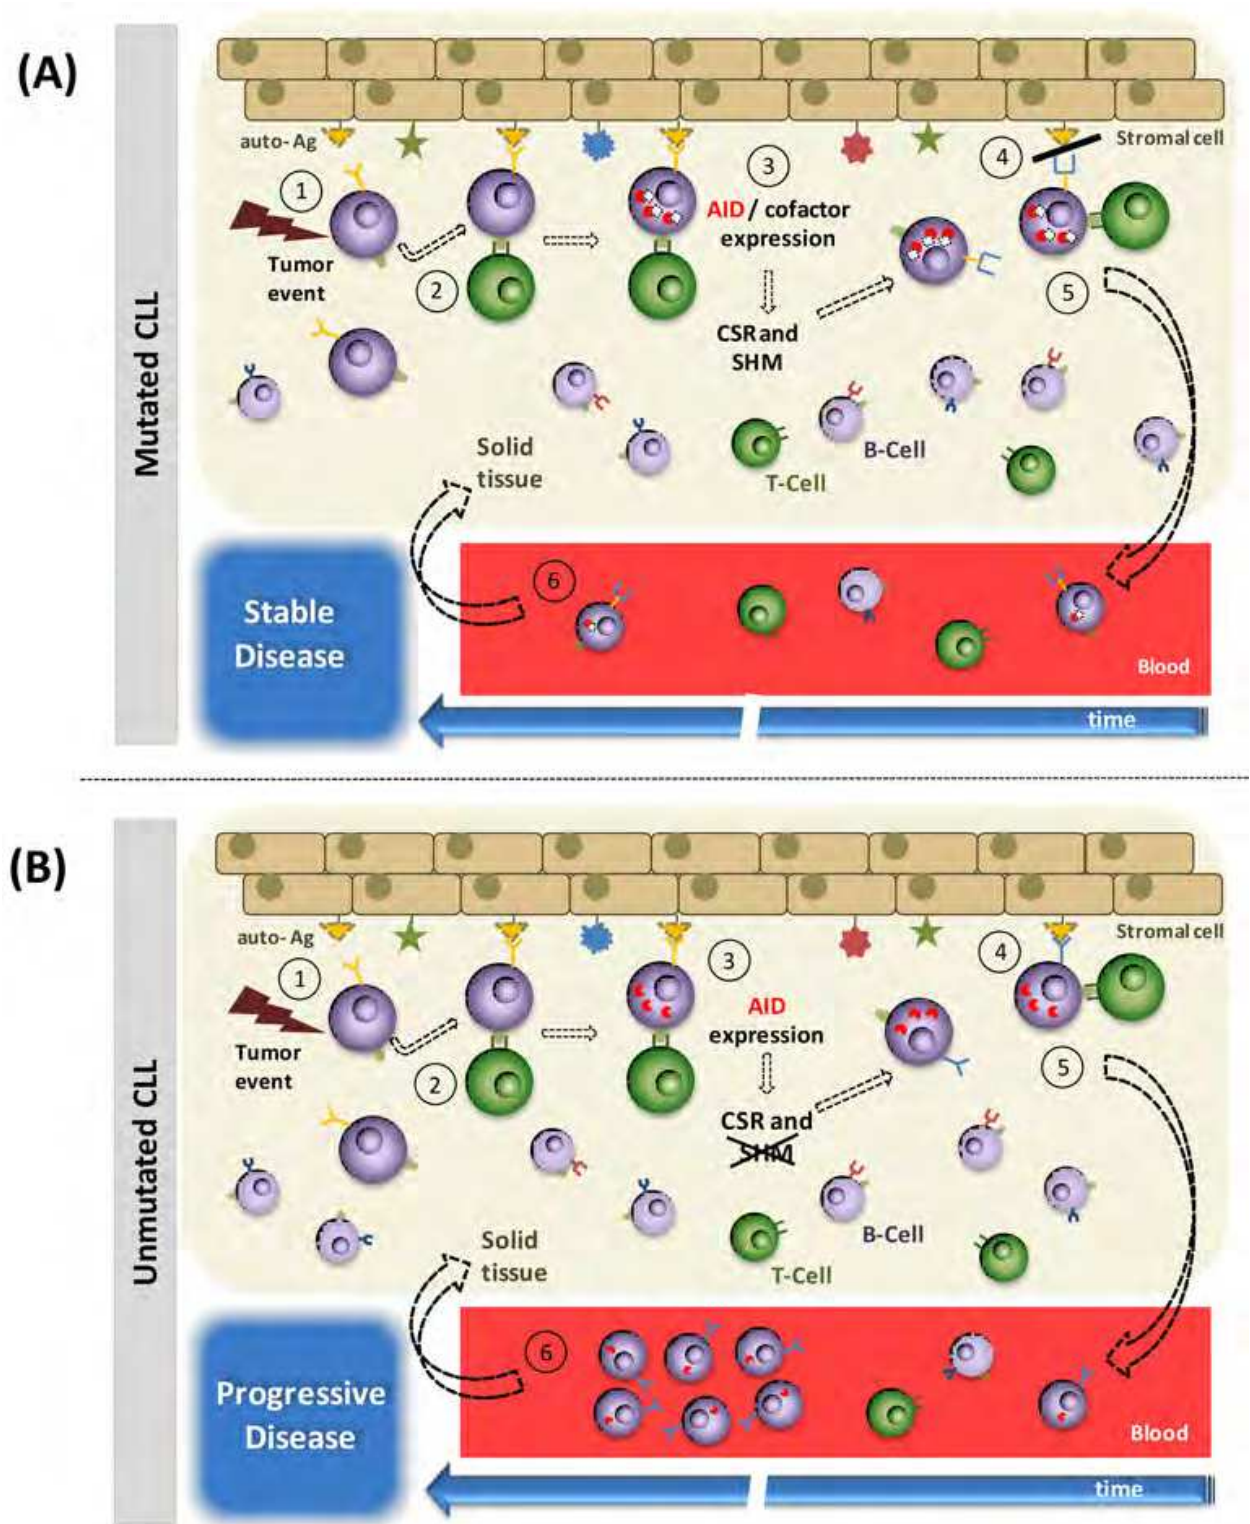 (A)
Mutated CLL
auto- Ag
Stromal cell
1
3
4
AID / cofactor
expression
Tumor
event
2
5
CSR and
SHM
Solid
tissue
B-Cell
T-Cell
6
Stable
Disease
Blood
time
(B)
Unmutated CLL
auto- Ag
Stromal cell
1
3
4
AID
expression
Tumor
event
2
5
CSR and
SHM
Solid
tissue
B-Cell
T-Cell
6
Progressive
Disease
Blood
time